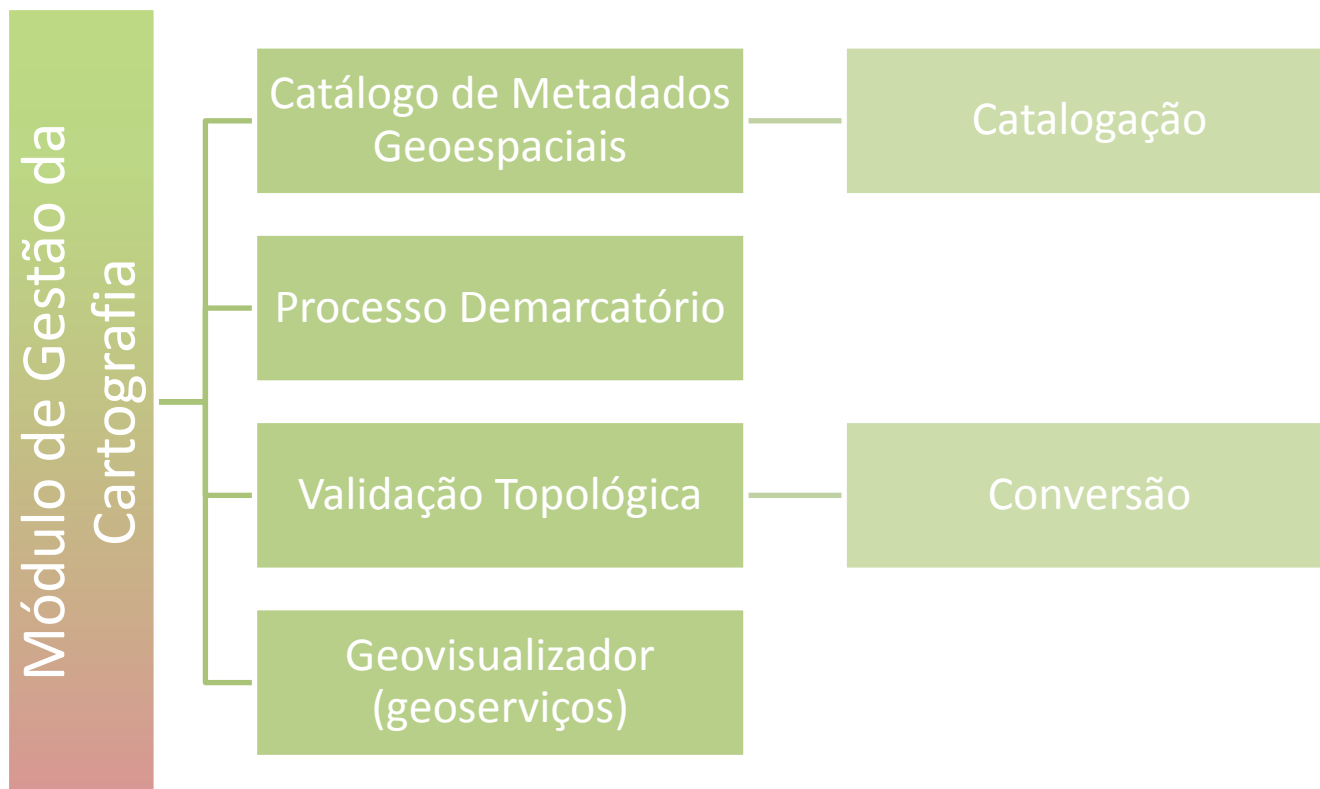 Módulo de Gestão da
Cartografia
Catálogo de Metadados
Geoespaciais
Catalogação
Processo Demarcatório
Validação Topológica
Conversão
Geovisualizador
(geoserviços)